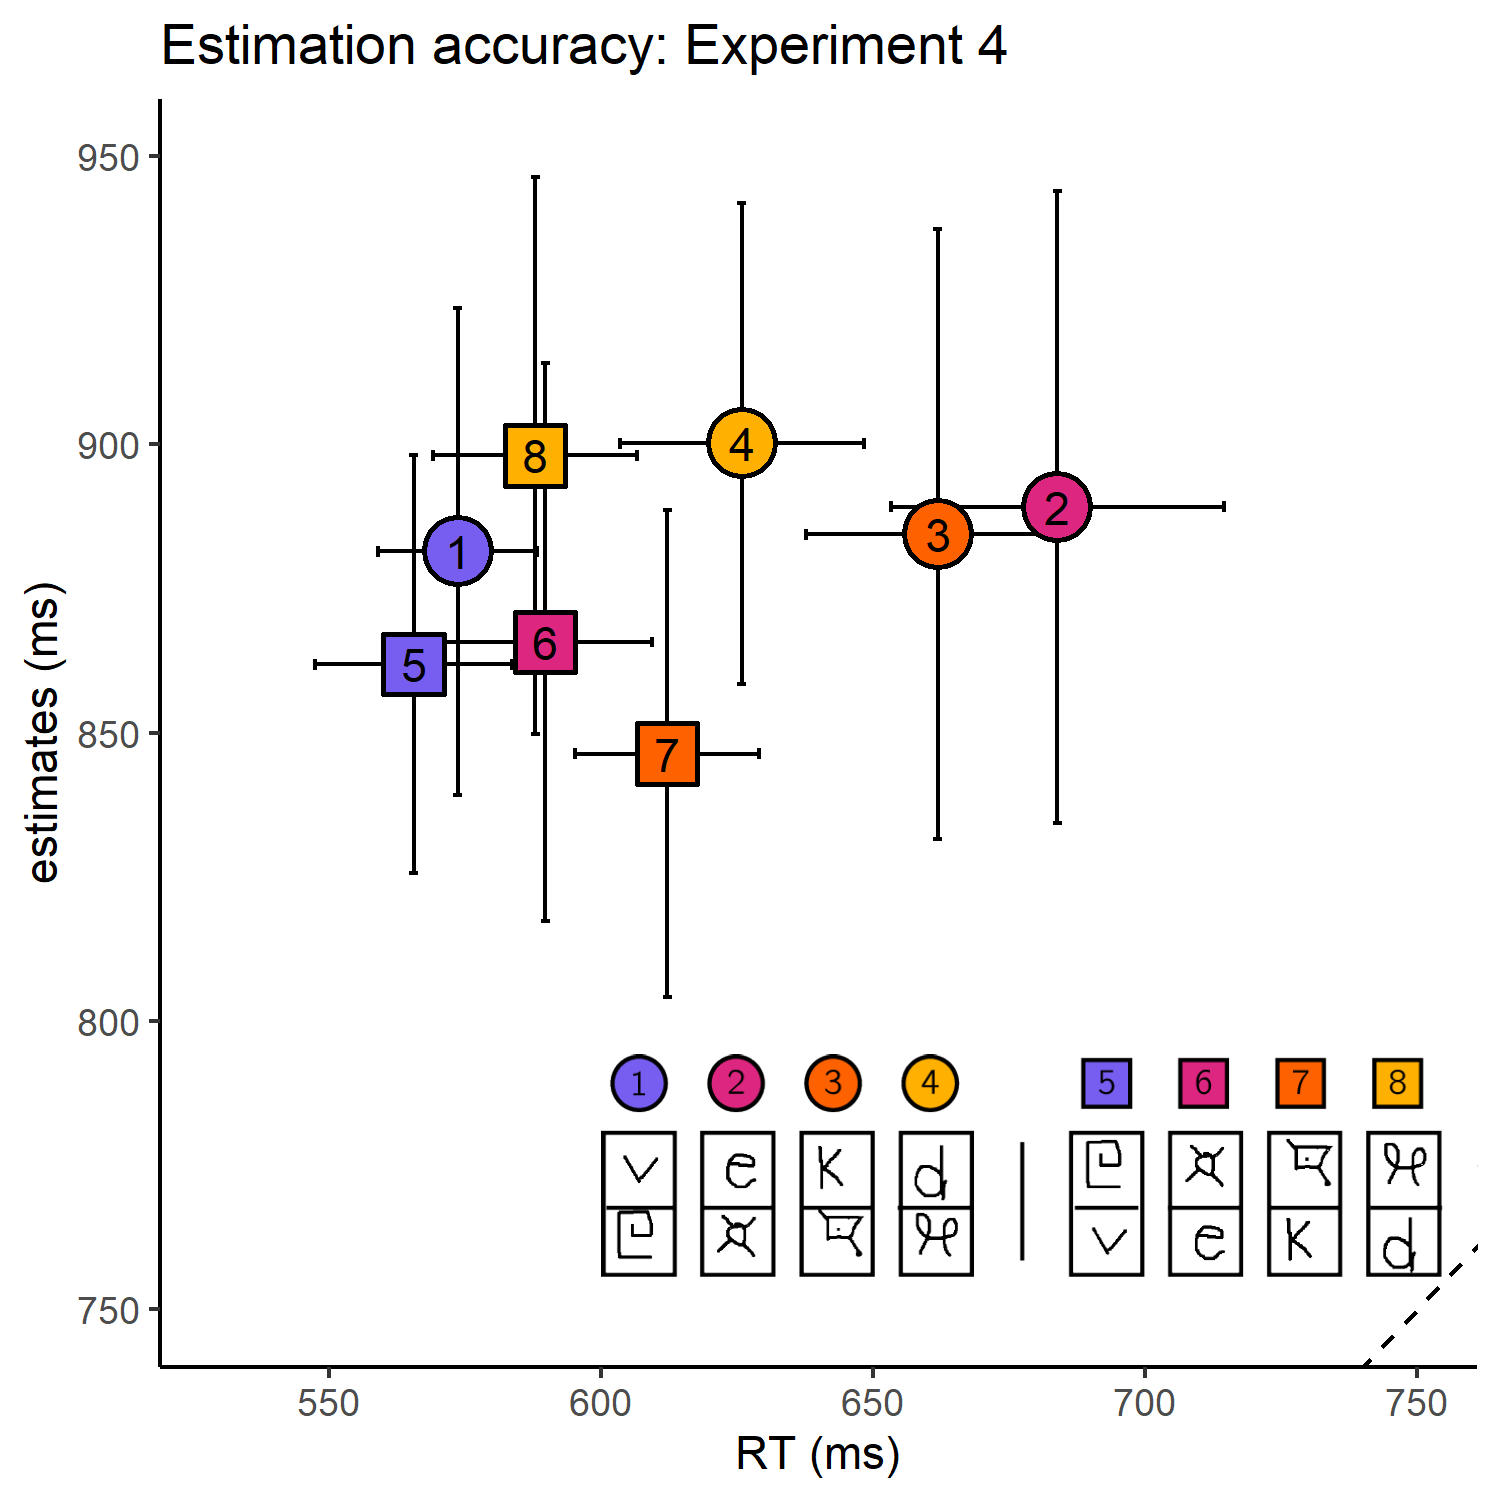 Estimation accuracy: Experiment 4
950
900
850
800
750
estimates (ms)
8
4
1
2
3
6
5
7
1 2 3 4 5 6 7 8
v e k d
v e k d
550 600 650 700 750
RT (ms)